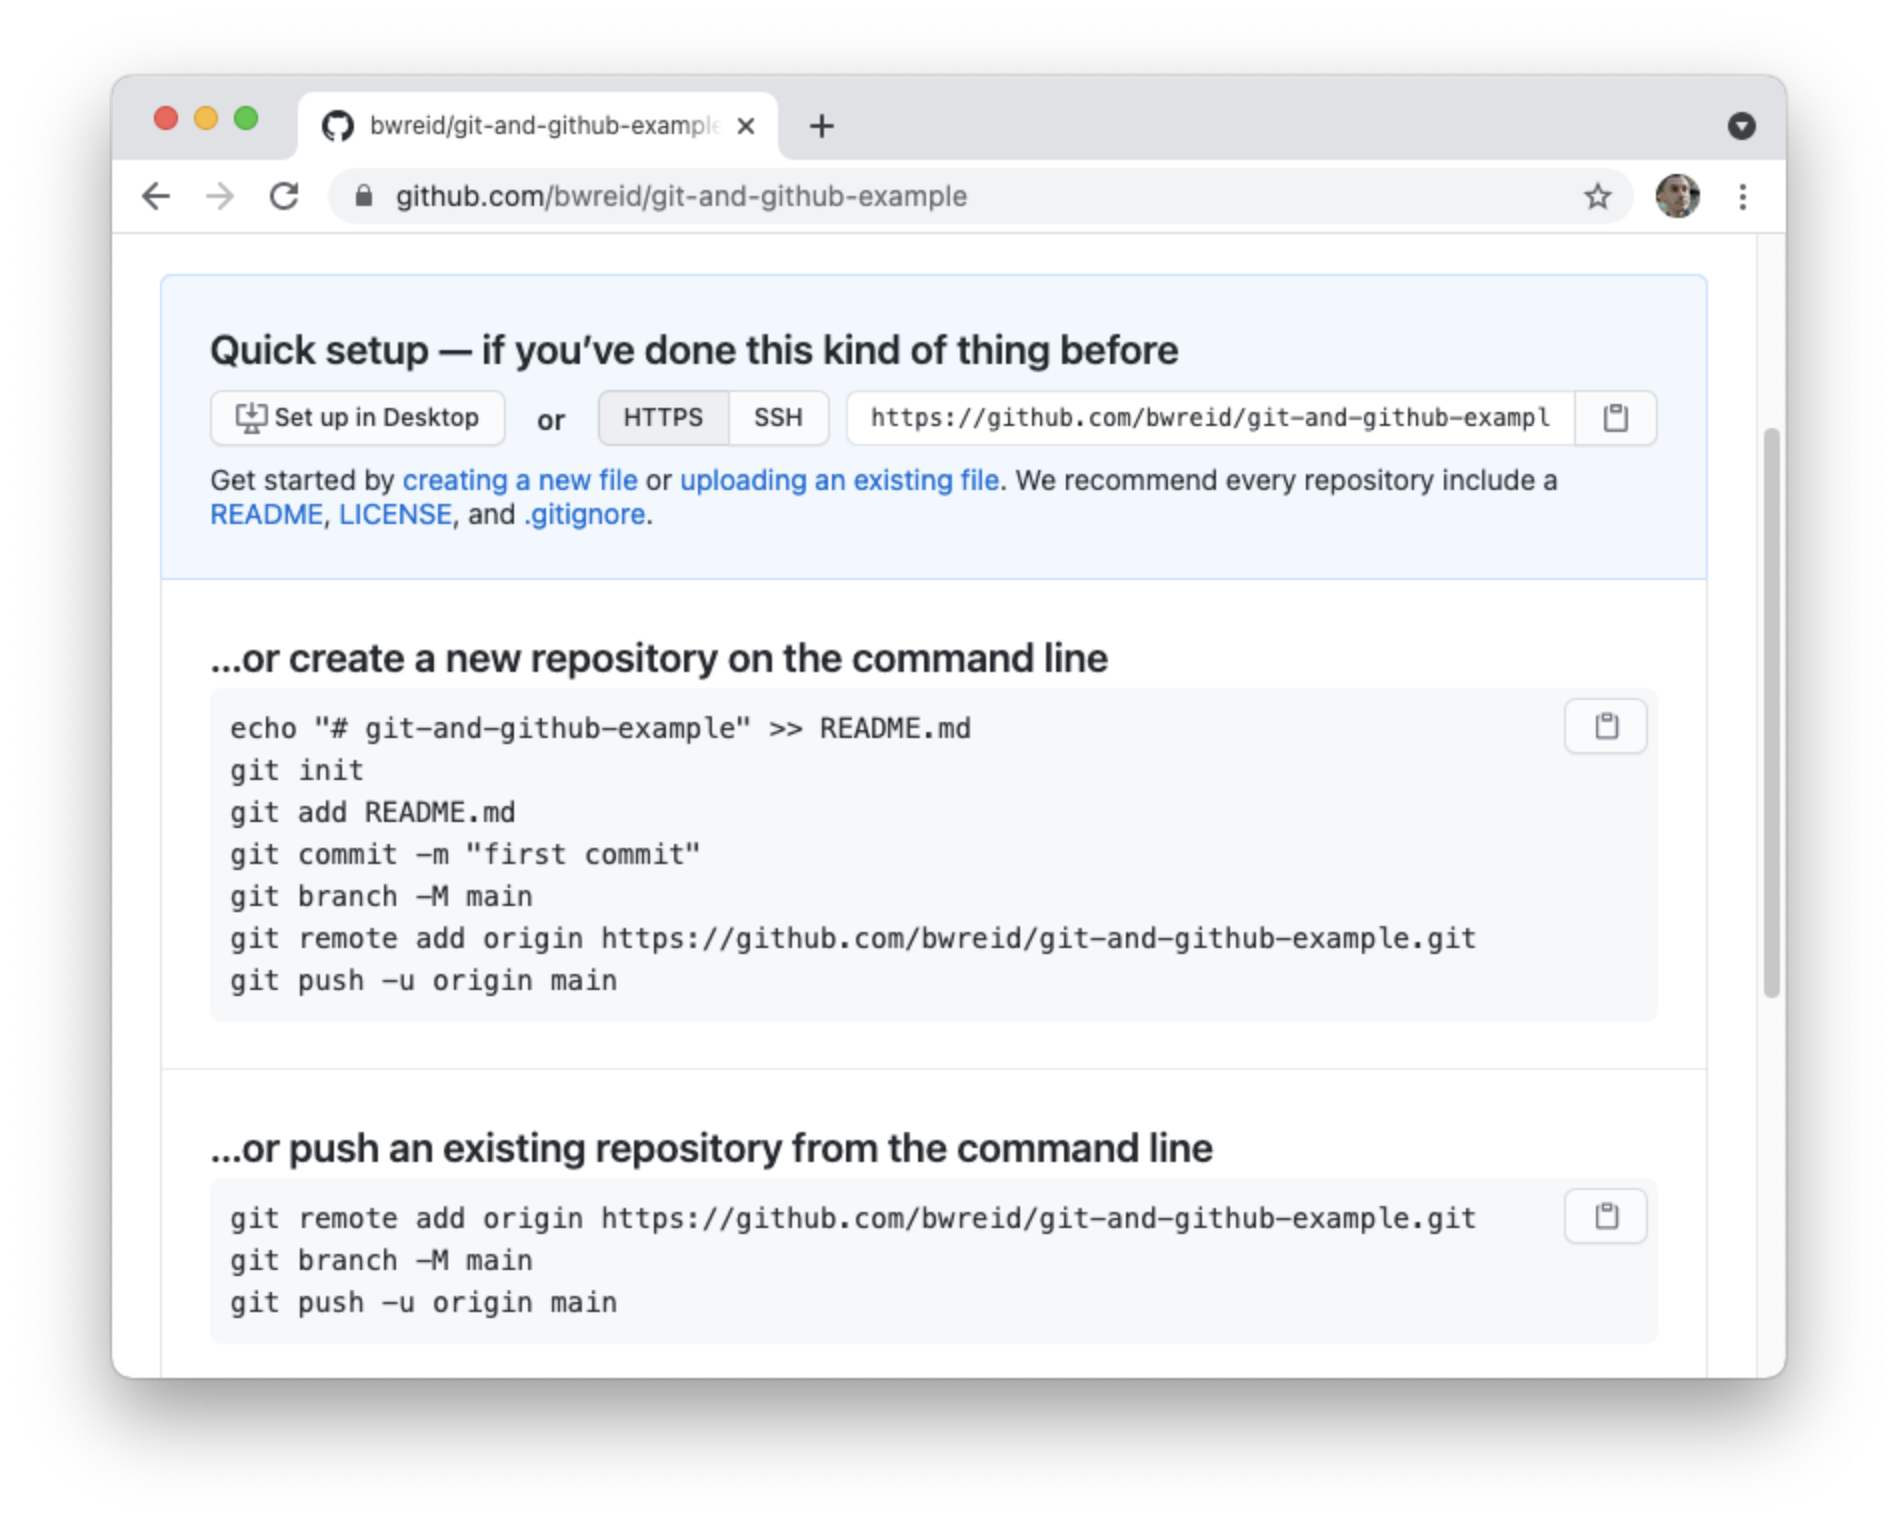 bwreid/git-and-github-example
github.com/bwreid/git-and-github-example
Quick setup — if you’ve done this kind of thing before
Set up in Desktop or HTTPS SSH https://github.com/bwreid/git-and-github-exampl
Get started by creating a new file or uploading an existing file. We recommend every repository include a
README, LICENSE, and .gitignore.
...or create a new repository on the command line
echo "# git-and-github-example" >> README.md
git init
git add README.md
git commit -m "first commit"
git branch -M main
git remote add origin https://github.com/bwreid/git-and-github-example.git
git push -u origin main
...or push an existing repository from the command line
git remote add origin https://github.com/bwreid/git-and-github-example.git
git branch -M main
git push -u origin main